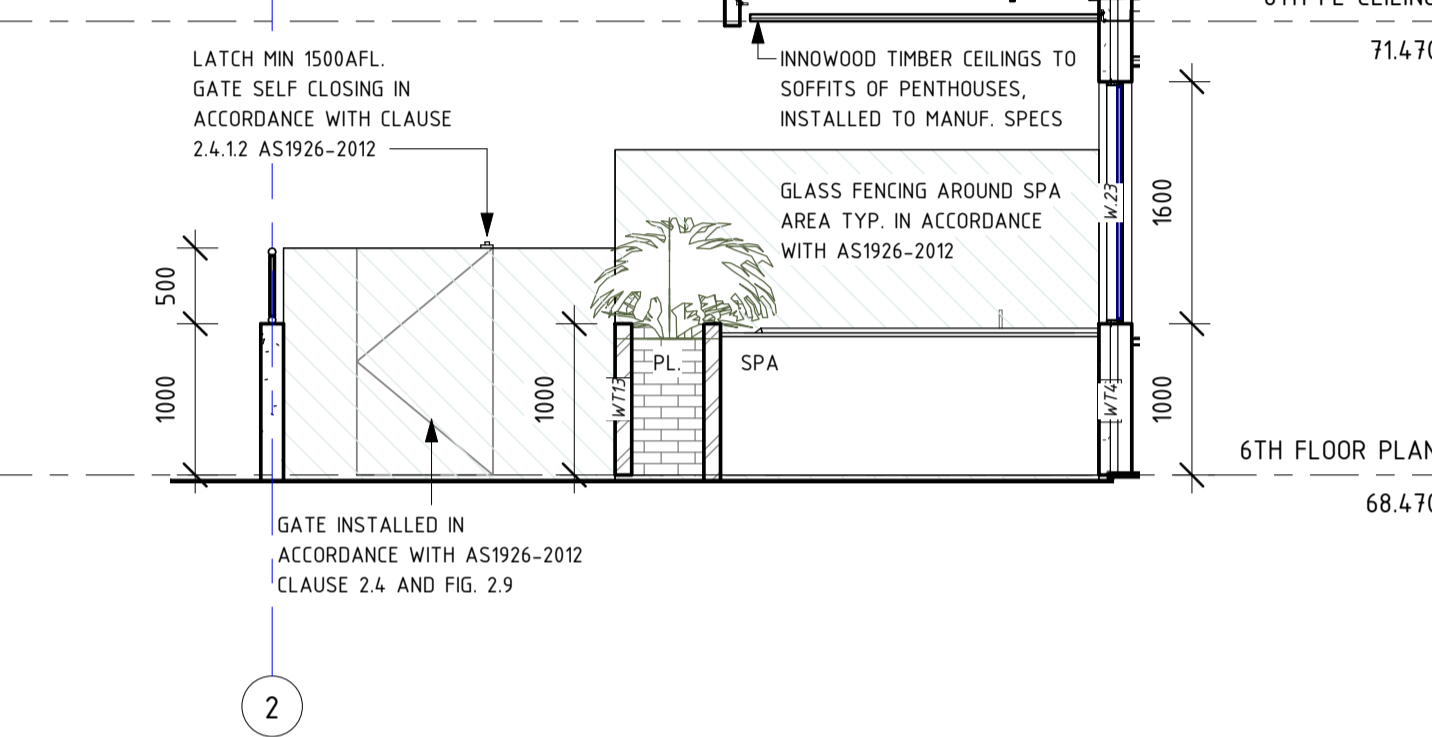 6TH FL CEILING
71.470
LATCH MIN 1500AFL.
GATE SELF CLOSING IN
ACCORDANCE WITH CLAUSE
2.4.1.2 AS1926-2012
INNOWOOD TIMBER CEILINGS TO
SOFFITS OF PENTHOUSES,
INSTALLED TO MANUF. SPECS
GLASS FENCING AROUND SPA
AREA TYP. IN ACCORDANCE
WITH AS1926-2012
W.23
1600
500
1000
1000
WT13
PL.
SPA
WT4
1000
6TH FLOOR PLAN
68.470
GATE INSTALLED IN
ACCORDANCE WITH AS1926-2012
CLAUSE 2.4 AND FIG. 2.9
2